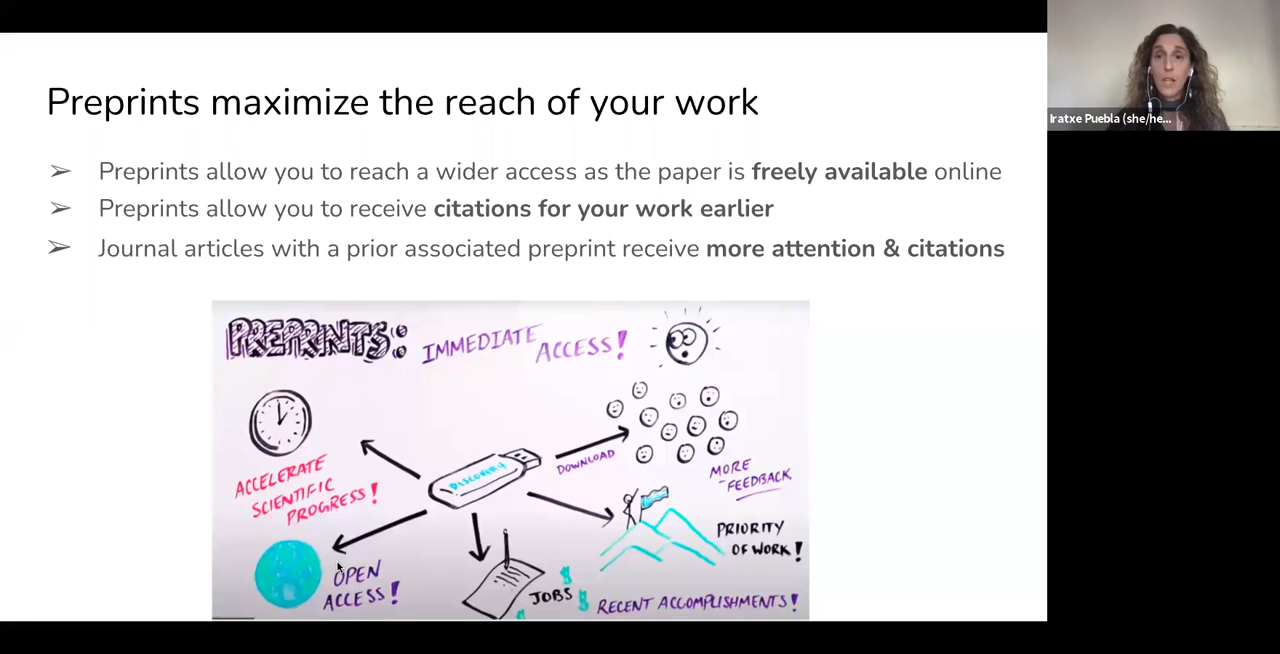 Preprints maximize the reach of your work
➢ Preprints allow you to reach a wider access as the paper is freely available online
➢ Preprints allow you to receive citations for your work earlier
➢ Journal articles with a prior associated preprint receive more attention & citations
Iratxe Puebla (she/he...
PREPRINTS:
IMMEDIATE ACCESS!
ACCELERATE
SCIENTIFIC
PROGRESS!
DISCOVERY
DOWNLOAD
MORE
FEEDBACK
PRIORITY
OF WORK!
OPEN
ACCESS!
JOBS
$
$
$
RECENT ACCOMPLISHMENTS!